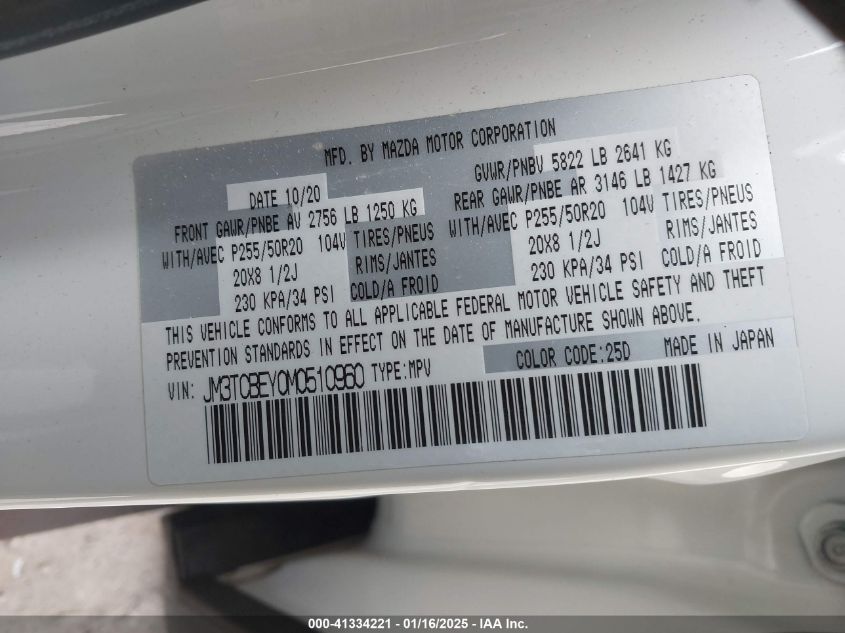 MFD. BY MAZDA MOTOR CORPORATION
DATE 10/20
GVWR/PNBV 5822 LB 2641 KG
FRONT GAWR/PNBE AV 2756 LB 1250 KG
REAR GAWR/PNBE AR 3146 LB 1427 KG
WITH/AVEC P255/50R20 104V TIRES/PNEUS
WITH/AVEC P255/50R20 104V TIRES/PNEUS
20X8 1/2J RIMS/JANTES
20X8 1/2J RIMS/JANTES
230 KPA/34 PSI COLD/A FROID
230 KPA/34 PSI COLD/A FROID
THIS VEHICLE CONFORMS TO ALL APPLICABLE FEDERAL MOTOR VEHICLE SAFETY AND THEFT
PREVENTION STANDARDS IN EFFECT ON THE DATE OF MANUFACTURE SHOWN ABOVE.
COLOR CODE:25D MADE IN JAPAN
VIN: JM3TCBEY0M0510960 TYPE:MPV
000-41334221 - 01/16/2025 - IAA Inc.